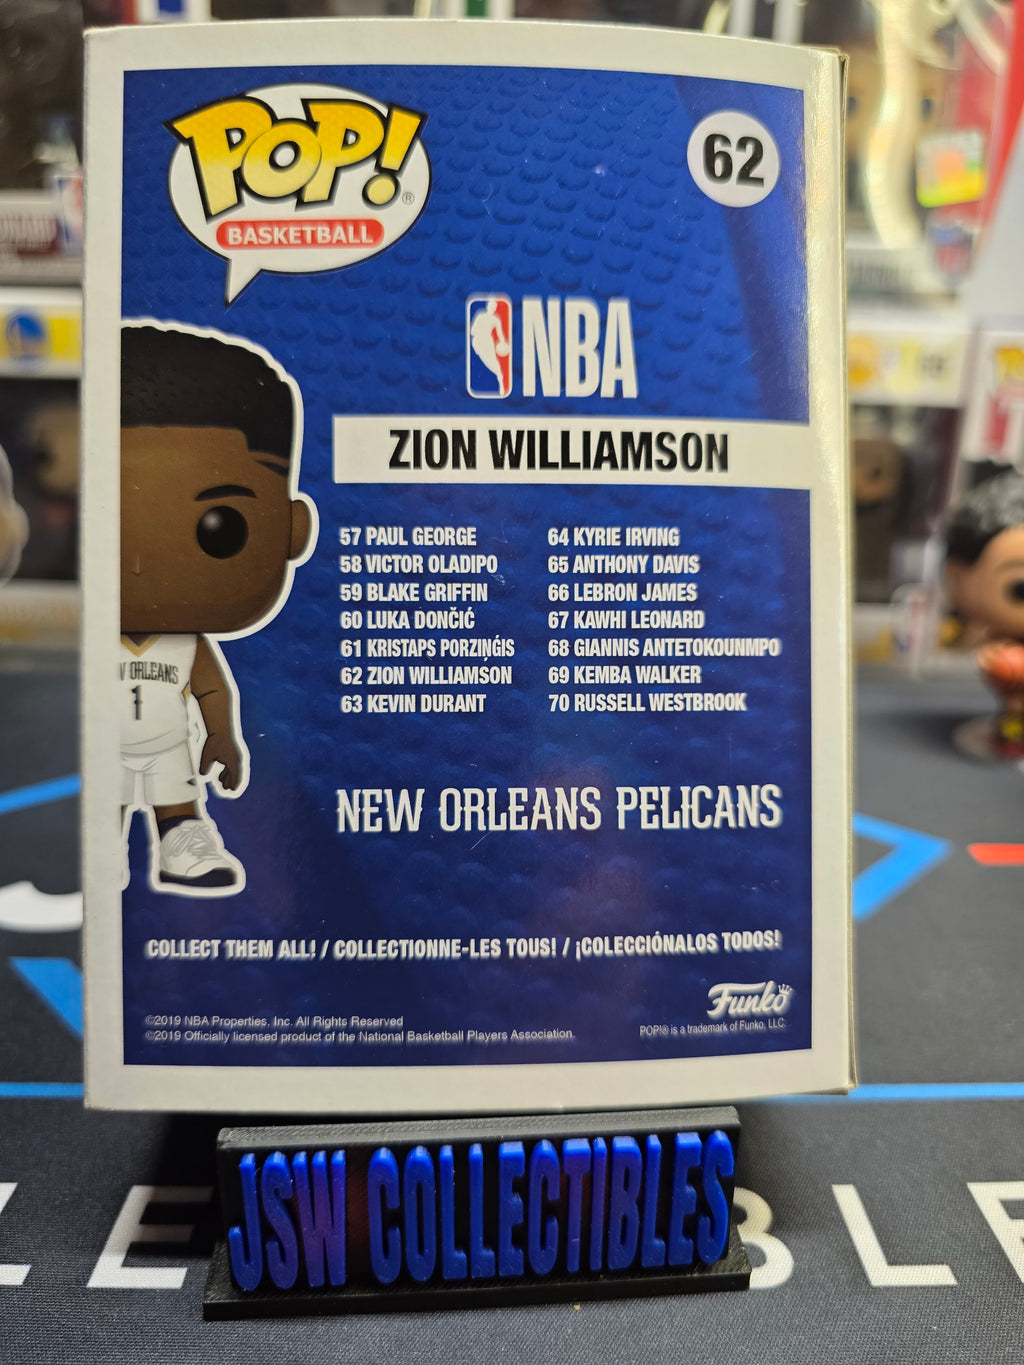 POP!®
BASKETBALL
62
NBA
ZION WILLIAMSON
57 PAUL GEORGE
58 VICTOR OLADIPO
59 BLAKE GRIFFIN
60 LUKA DONČIĆ
61 KRISTAPS PORZIŅĢIS
62 ZION WILLIAMSON
63 KEVIN DURANT
64 KYRIE IRVING
65 ANTHONY DAVIS
66 LEBRON JAMES
67 KAWHI LEONARD
68 GIANNIS ANTETOKOUNMPO
69 KEMBA WALKER
70 RUSSELL WESTBROOK
ORLEANS
1
NEW ORLEANS PELICANS
COLLECT THEM ALL! / COLLECTIONNE-LES TOUS! / ¡COLECCIÓNALOS TODOS!
Funko
©2019 NBA Properties, Inc. All Rights Reserved
©2019 Officially licensed product of the National Basketball Players Association.
POP!® is a trademark of Funko, LLC
JSW COLLECTIBLES